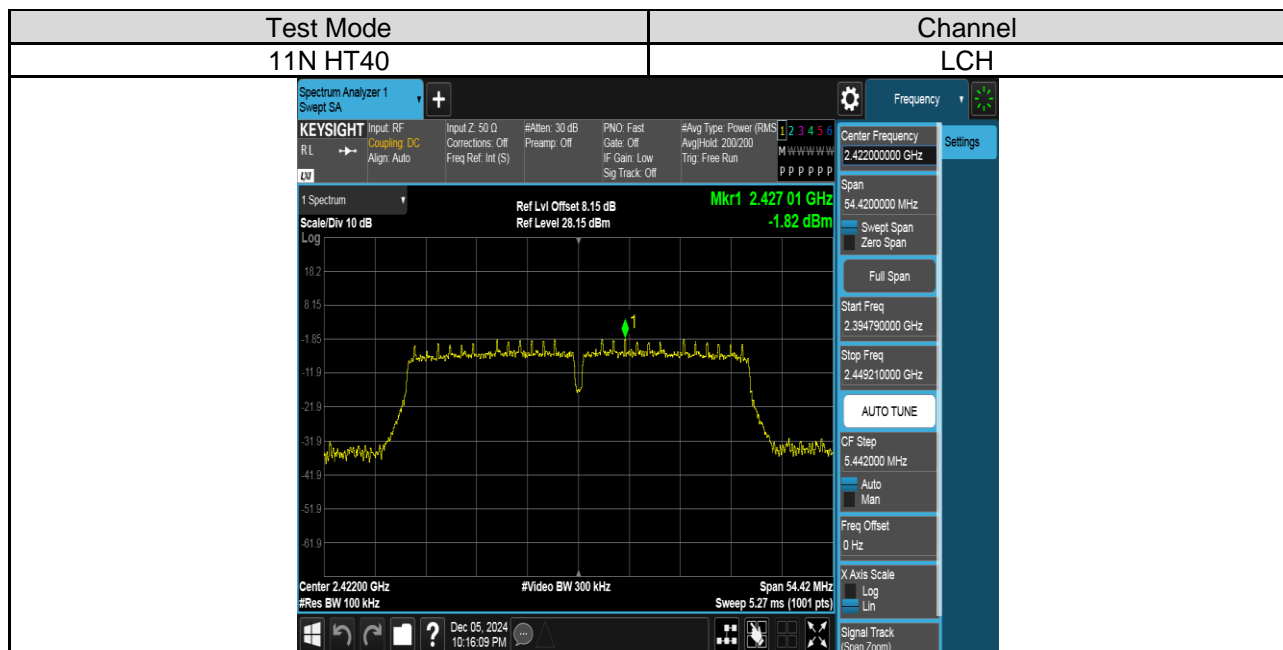 Test Mode Channel
11N HT40 LCH
Spectrum Analyzer 1
Swept SA
Frequency
Settings
KEYSIGHT Input: RF Input Z: 50 Ω #Atten: 30 dB PNO: Fast #Avg Type: Power (RMS 1 2 3 4 5 6
RL Coupling: DC Corrections: Off Preamp: Off Gate: Off Avg|Hold: 200/200 M W W W W W
Align: Auto Freq Ref: Int (S) IF Gain: Low Trig: Free Run
LXI Sig Track: Off P P P P P P
1 Spectrum
Scale/Div 10 dB
Ref Lvl Offset 8.15 dB
Ref Level 28.15 dBm
Mkr1 2.427 01 GHz
-1.82 dBm
Log
18.2
8.15
-1.85
-11.9
-21.9
-31.9
-41.9
-51.9
-61.9
1
Center 2.42200 GHz #Video BW 300 kHz Span 54.42 MHz
#Res BW 100 kHz Sweep 5.27 ms (1001 pts)
Center Frequency
2.422000000 GHz
Span
54.4200000 MHz
Swept Span
Zero Span
Full Span
Start Freq
2.394790000 GHz
Stop Freq
2.449210000 GHz
AUTO TUNE
CF Step
5.442000 MHz
Auto
Man
Freq Offset
0 Hz
X Axis Scale
Log
Lin
Signal Track
(Span Zoom)
? Dec 05, 2024
10:16:09 PM